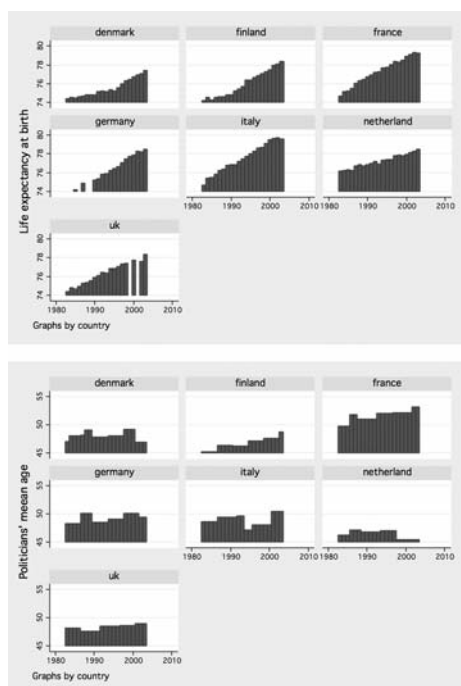 denmark finland france
80
78
76
74
Life expectancy at birth
germany italy netherland
80
78
76
74
1980 1990 2000 2010 1980 1990 2000 2010
uk
80
78
76
74
1980 1990 2000 2010
Graphs by country
denmark finland france
55
50
45
Politicians' meean age
germany italy netherland
55
50
45
1980 1990 2000 2010 1980 1990 2000 2010
uk
55
50
45
1980 1990 2000 2010
Graphs by country